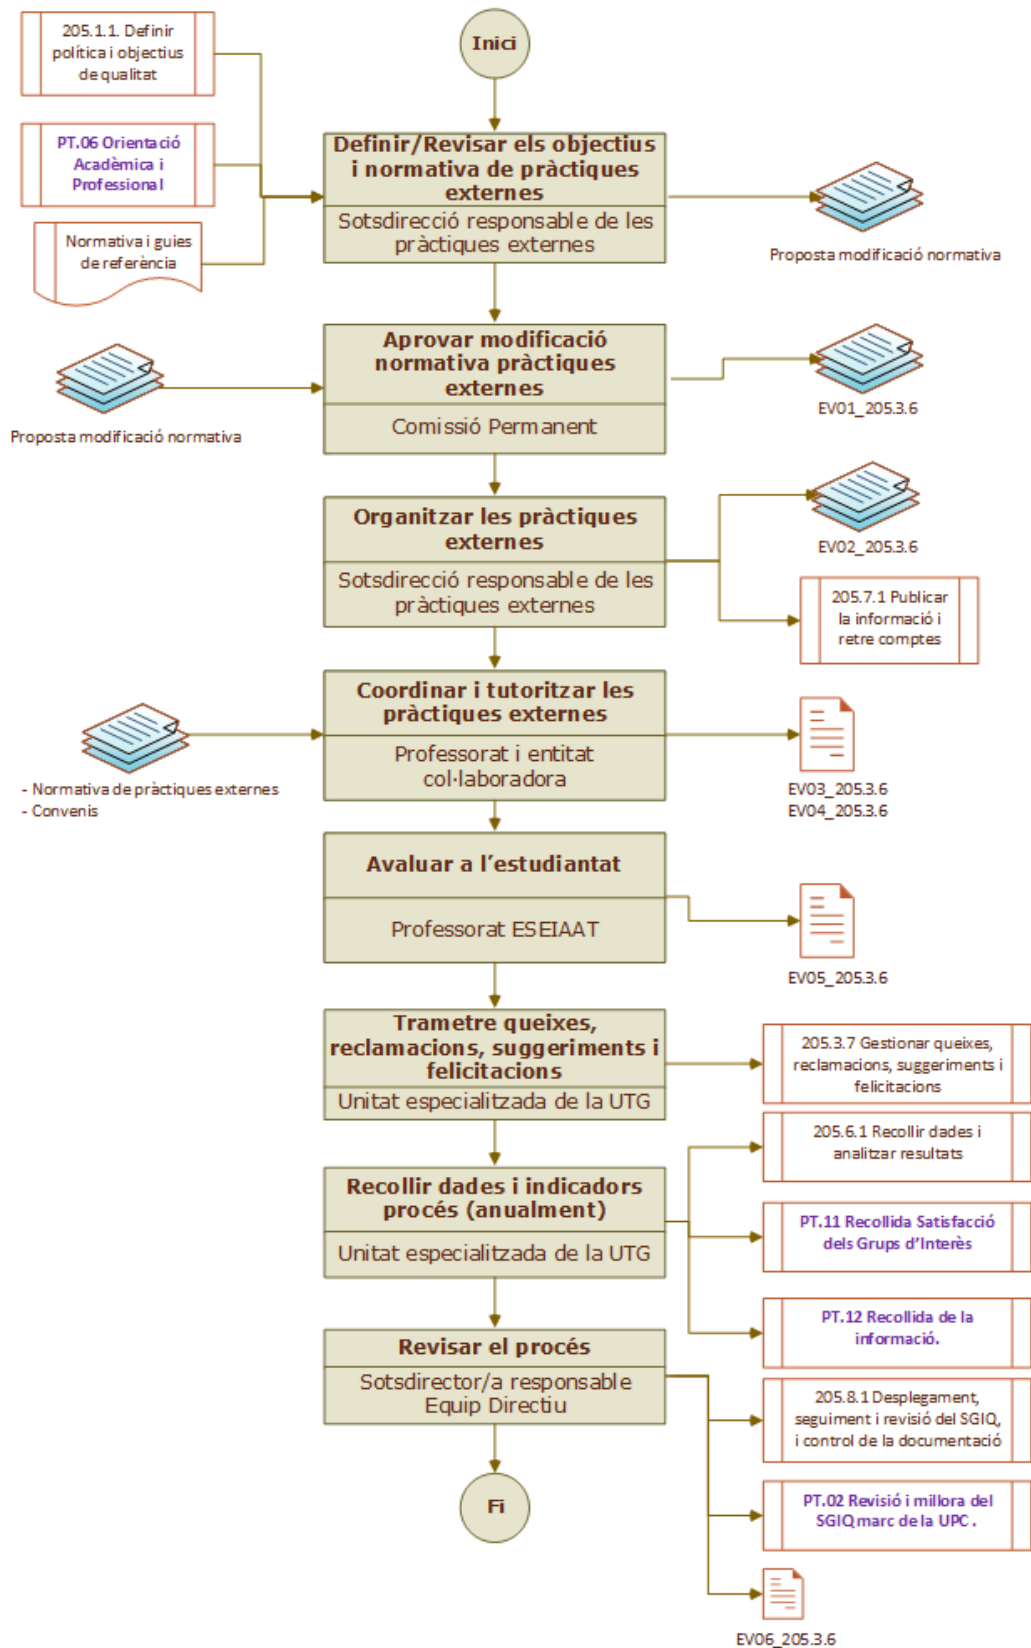 Inici
205.1.1. Definir
política i objectius
de qualitat
PT.06 Orientació
Acadèmica i
Professional
Normativa i guies
de referència
Definir/Revisar els objectius
i normativa de pràctiques
externes
Sotsdirecció responsable de les
pràctiques externes
Proposta modificació normativa
Proposta modificació normativa
Aprovar modificació
normativa pràctiques
externes
Comissió Permanent
EV01_205.3.6
Organitzar les pràctiques
externes
Sotsdirecció responsable de les
pràctiques externes
EV02_205.3.6
205.7.1 Publicar
la informació i
retre comptes
- Normativa de pràctiques externes
- Convenis
Coordinar i tutoritzar les
pràctiques externes
Professorat i entitat
col·laboradora
EV03_205.3.6
EV04_205.3.6
Avaluar a l’estudiantat
Professorat ESEIAAT
EV05_205.3.6
Trametre queixes,
reclamacions, suggeriments i
felicitacions
Unitat especialitzada de la UTG
205.3.7 Gestionar queixes,
reclamacions, suggeriments i
felicitacions
Recollir dades i indicadors
procés (anualment)
Unitat especialitzada de la UTG
205.6.1 Recollir dades i
analitzar resultats
PT.11 Recollida Satisfacció
dels Grups d’Interès
PT.12 Recollida de la
informació.
Revisar el procés
Sotsdirector/a responsable
Equip Directiu
205.8.1 Desplegament,
seguiment i revisió del SGIQ,
i control de la documentació
PT.02 Revisió i millora del
SGIQ marc de la UPC .
EV06_205.3.6
Fi